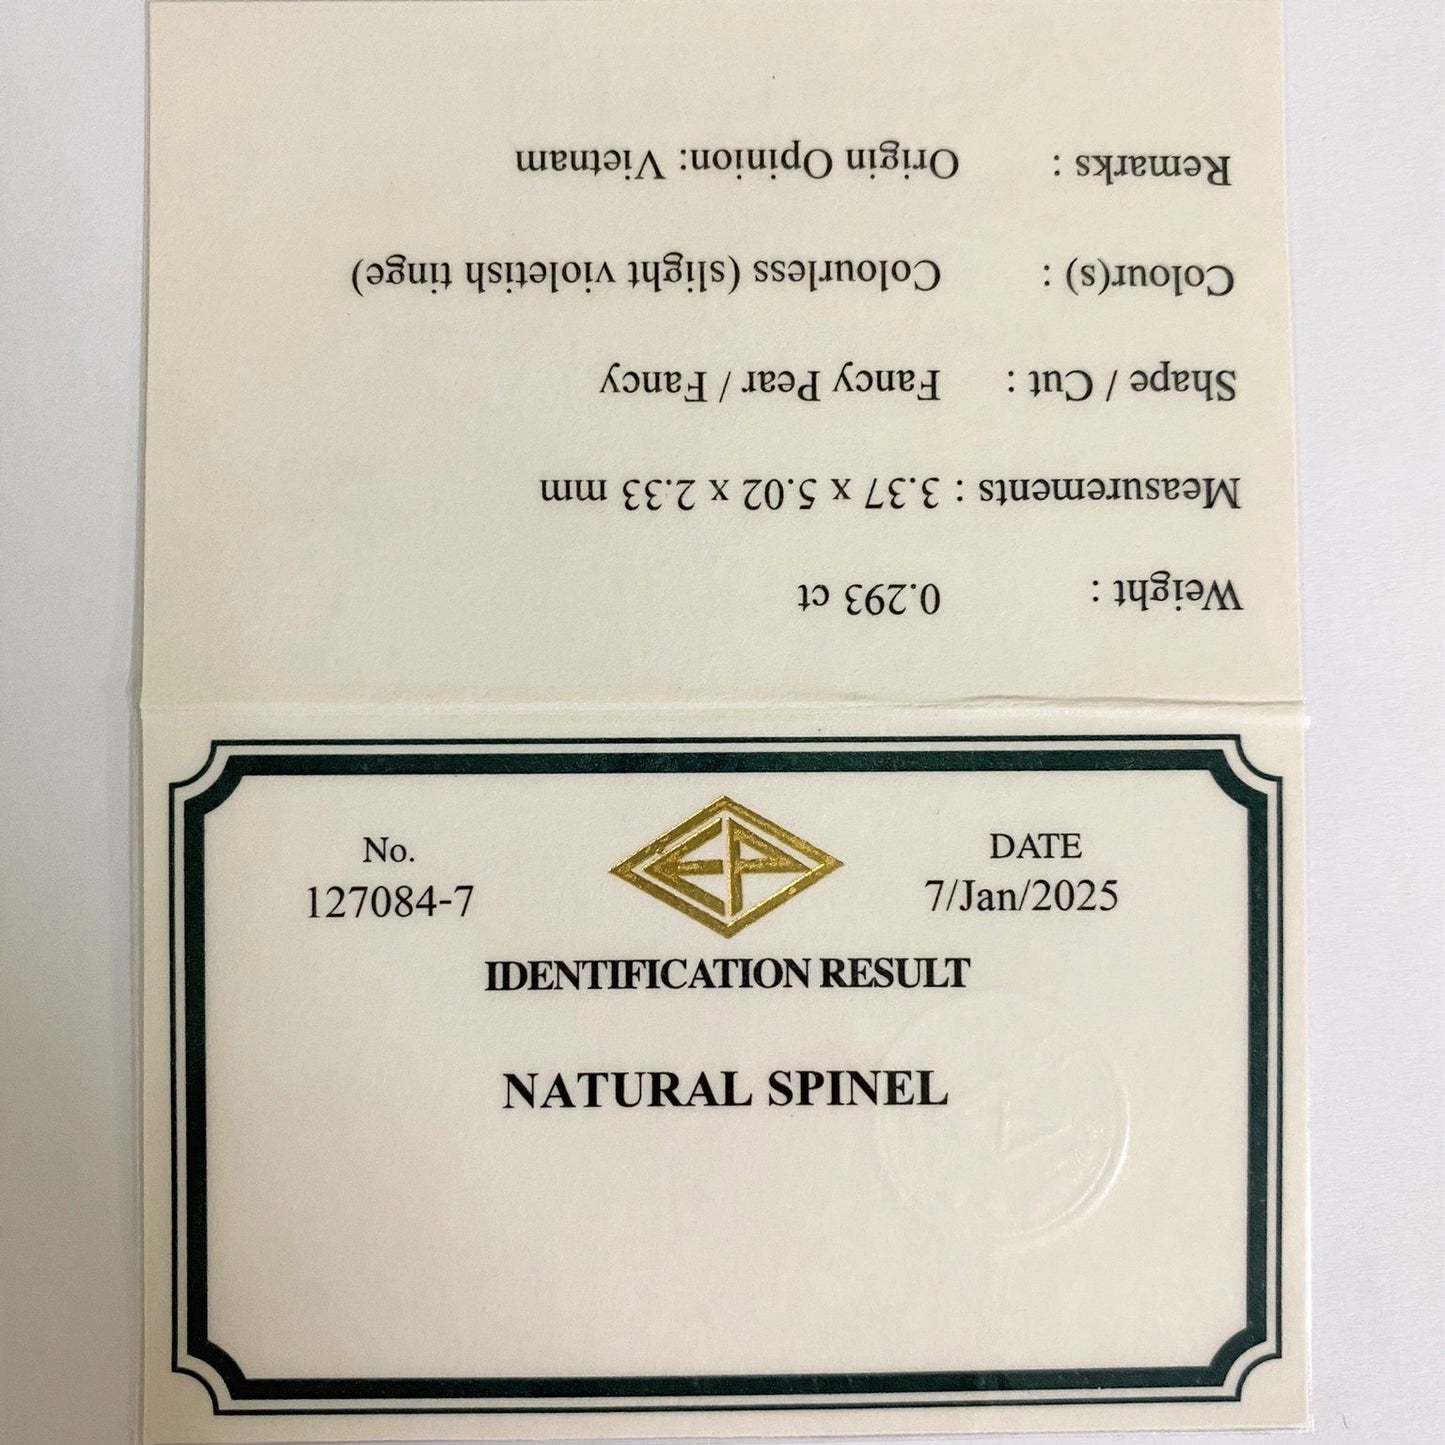 Weight : 0.293 ct
Measurements : 3.37 x 5.02 x 2.33 mm
Shape / Cut : Fancy Pear / Fancy
Colour(s) : Colourless (slight violetish tinge)
Remarks : Origin Opinion: Vietnam
No.
127084-7
EP
DATE
7/Jan/2025
IDENTIFICATION RESULT
NATURAL SPINEL